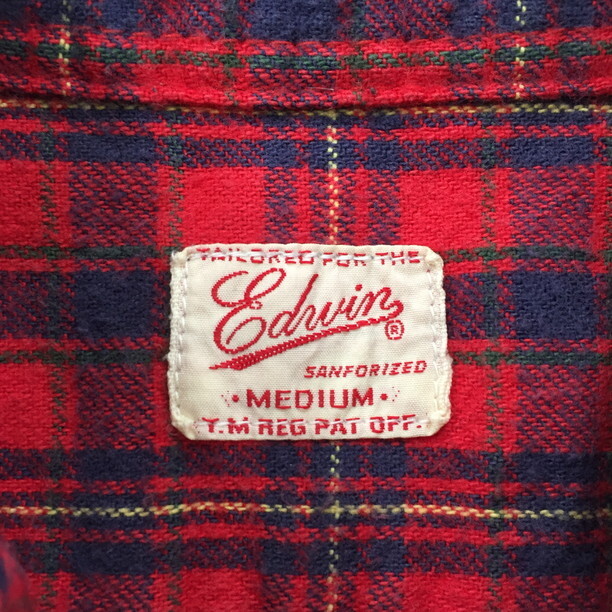 TAILORED FOR THE
Edwin®
SANFORIZED
•MEDIUM•
T.M REG PAT OFF.